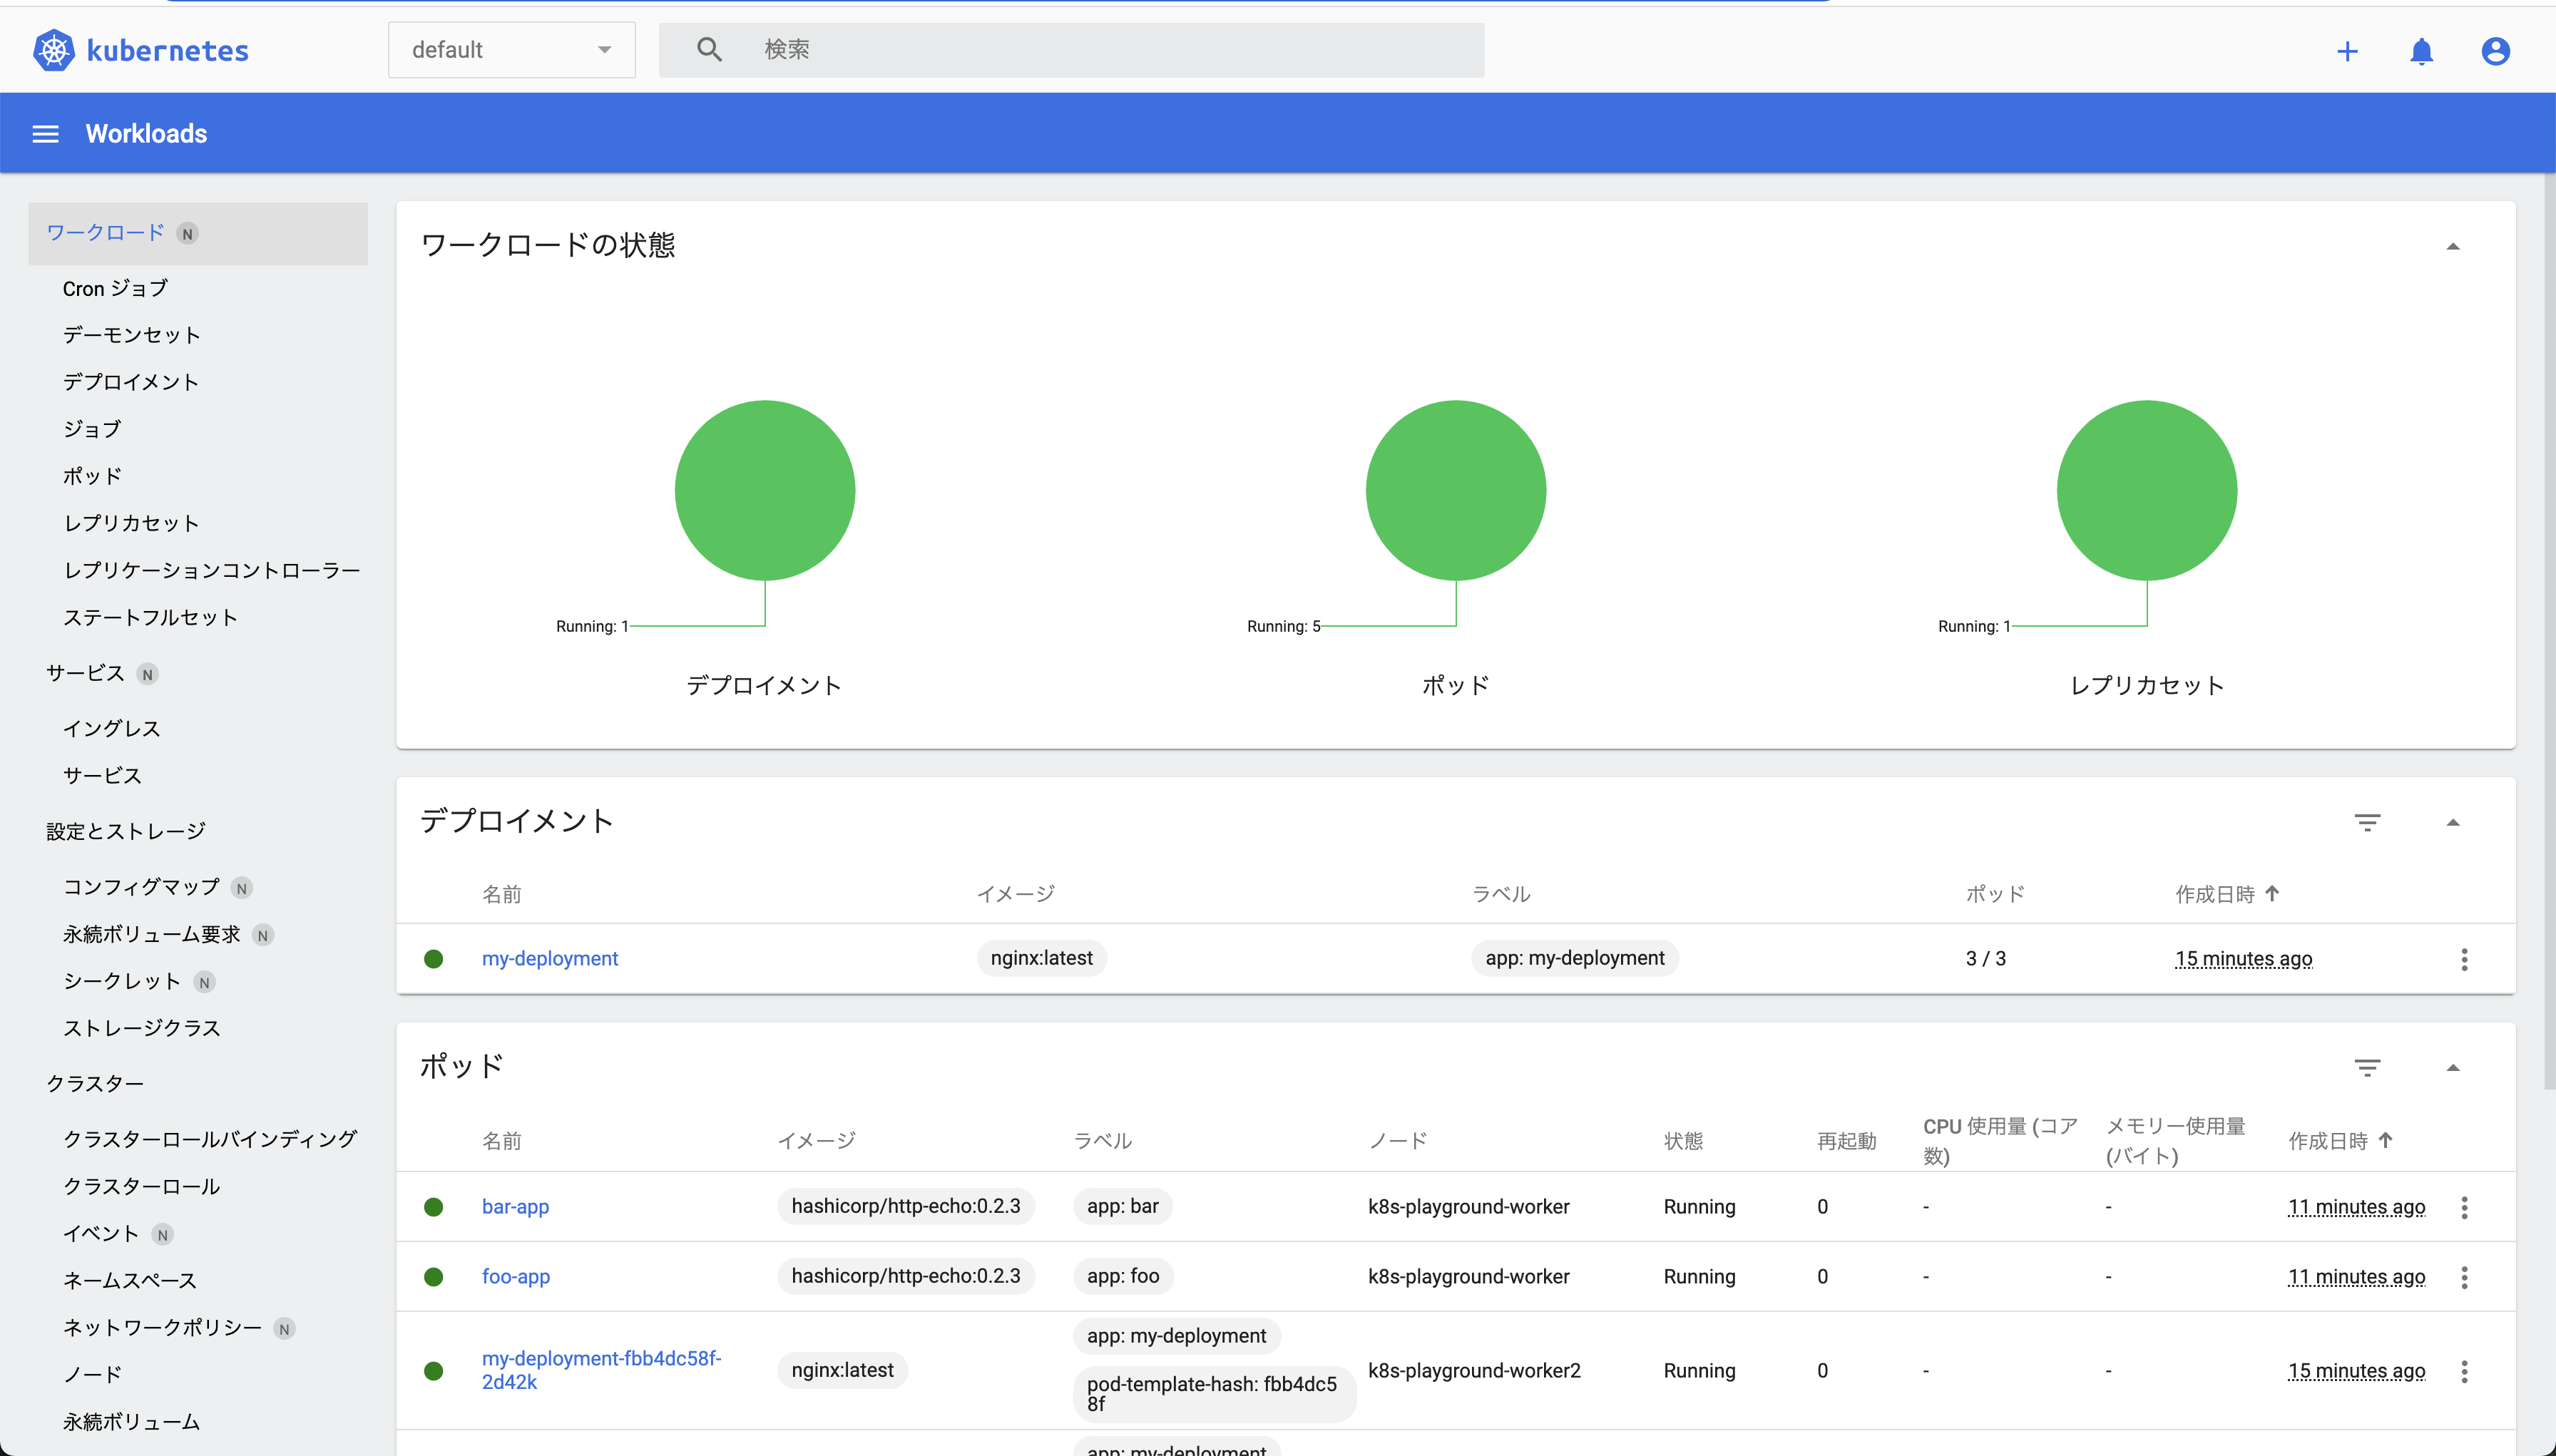 kubernetes
default
検索
Workloads
ワークロード N
Cron ジョブ
デーモンセット
デプロイメント
ジョブ
ポッド
レプリカセット
レプリケーションコントローラー
ステートフルセット
サービス N
イングレス
サービス
設定とストレージ
コンフィグマップ N
永続ボリューム要求 N
シークレット N
ストレージクラス
クラスター
クラスターロールバインディング
クラスターロール
イベント N
ネームスペース
ネットワークポリシー N
ノード
永続ボリューム
ワークロードの状態
Running: 1
デプロイメント
Running: 5
ポッド
Running: 1
レプリカセット
デプロイメント
名前 イメージ ラベル ポッド 作成日時
my-deployment nginx:latest app: my-deployment 3 / 3 15 minutes ago
ポッド
名前 イメージ ラベル ノード 状態 再起動 CPU 使用量 (コア
数) メモリー使用量
(バイト) 作成日時
bar-app hashicorp/http-echo:0.2.3 app: bar k8s-playground-worker Running 0 - - 11 minutes ago
foo-app hashicorp/http-echo:0.2.3 app: foo k8s-playground-worker Running 0 - - 11 minutes ago
my-deployment-fbb4dc58f-
2d42k
nginx:latest
app: my-deployment
pod-template-hash: fbb4dc5
8f
k8s-playground-worker2 Running 0 - - 15 minutes ago
app: my-deployment